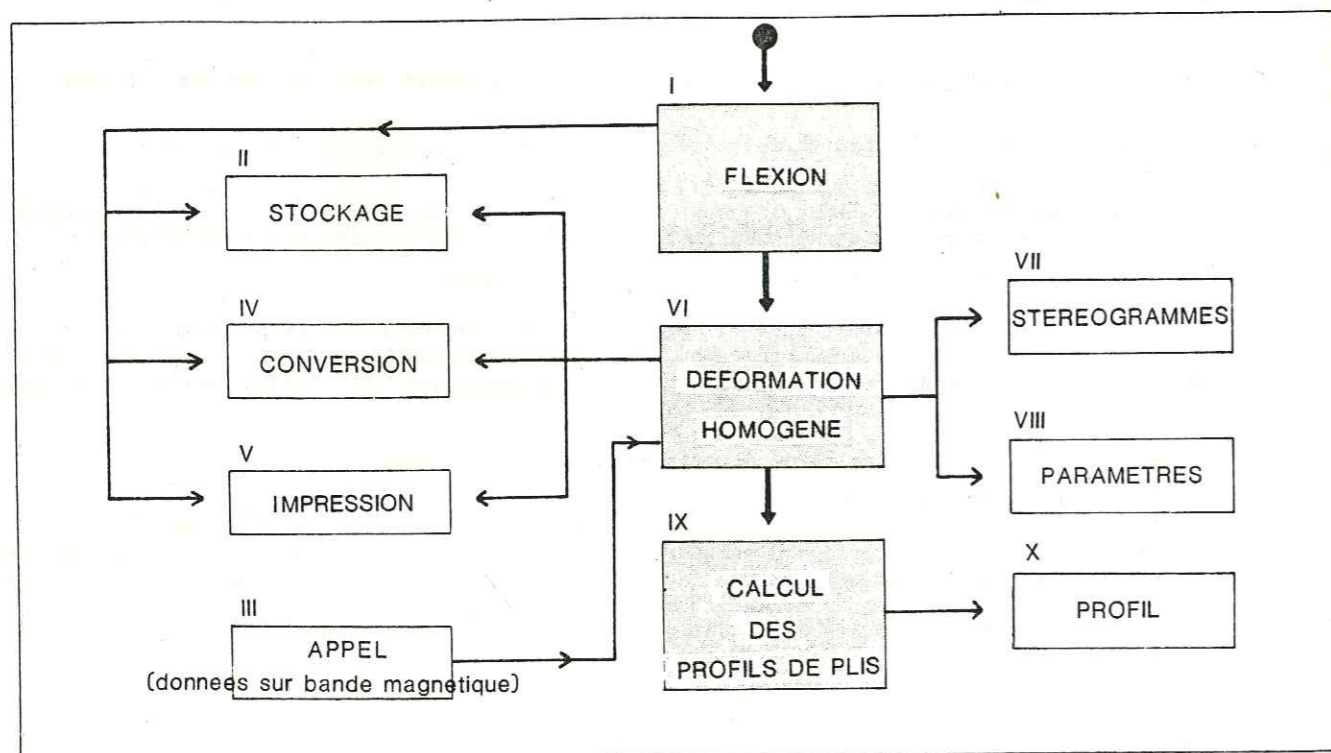 I
FLEXION
II
STOCKAGE
IV
CONVERSION
V
IMPRESSION
III
APPEL
(donnees sur bande magnetique)
VI
DEFORMATION
HOMOGENE
VII
STEREOGRAMMES
VIII
PARAMETRES
IX
CALCUL
DES
PROFILS DE PLIS
X
PROFIL